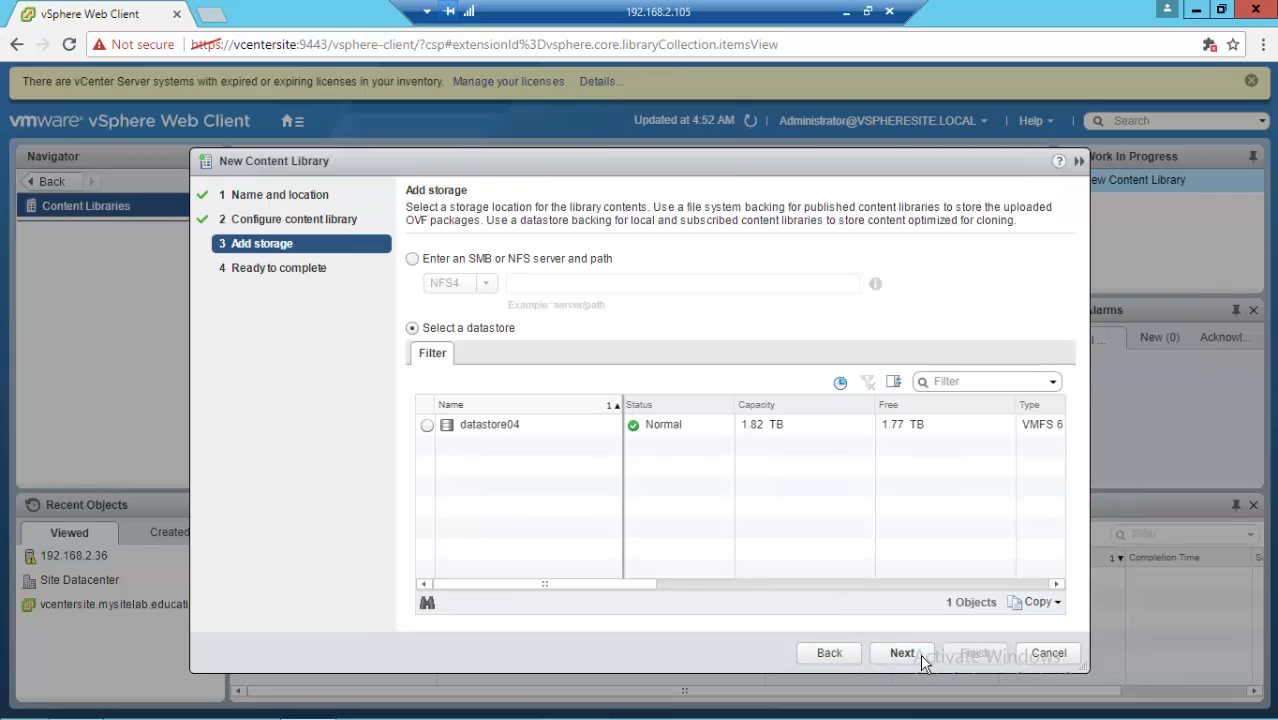 vSphere Web Client
192.168.2.105
Not secure
https://vcentersite:9443/vsphere-client/?csp#extensionId%3Dvsphere.core.libraryCollection.itemsView
There are vCenter Server systems with expired or expiring licenses in your inventory. Manage your licenses Details...
vmware® vSphere Web Client
Updated at 4:52 AM
Administrator@VSPHERESITE.LOCAL
Help
Search
Navigator
Back
Content Libraries
New Content Library
1 Name and location
2 Configure content library
3 Add storage
4 Ready to complete
Add storage
Select a storage location for the library contents. Use a file system backing for published content libraries to store the uploaded
OVF packages. Use a datastore backing for local and subscribed content libraries to store content optimized for cloning.
Enter an SMB or NFS server and path
NFS4
Example: server/path
Select a datastore
Filter
Filter
Name 1 Status Capacity Free Type
datastore04 Normal 1.82 TB 1.77 TB VMFS 6
1 Objects Copy
Back Next Finish Cancel
Activate Windows
Work In Progress
ew Content Library
larms
...
New (0) Acknowl...
Recent Objects
Viewed Created
192.168.2.36
Site Datacenter
vcentersite.mysitelab.educati
Filter
1 Completion Time